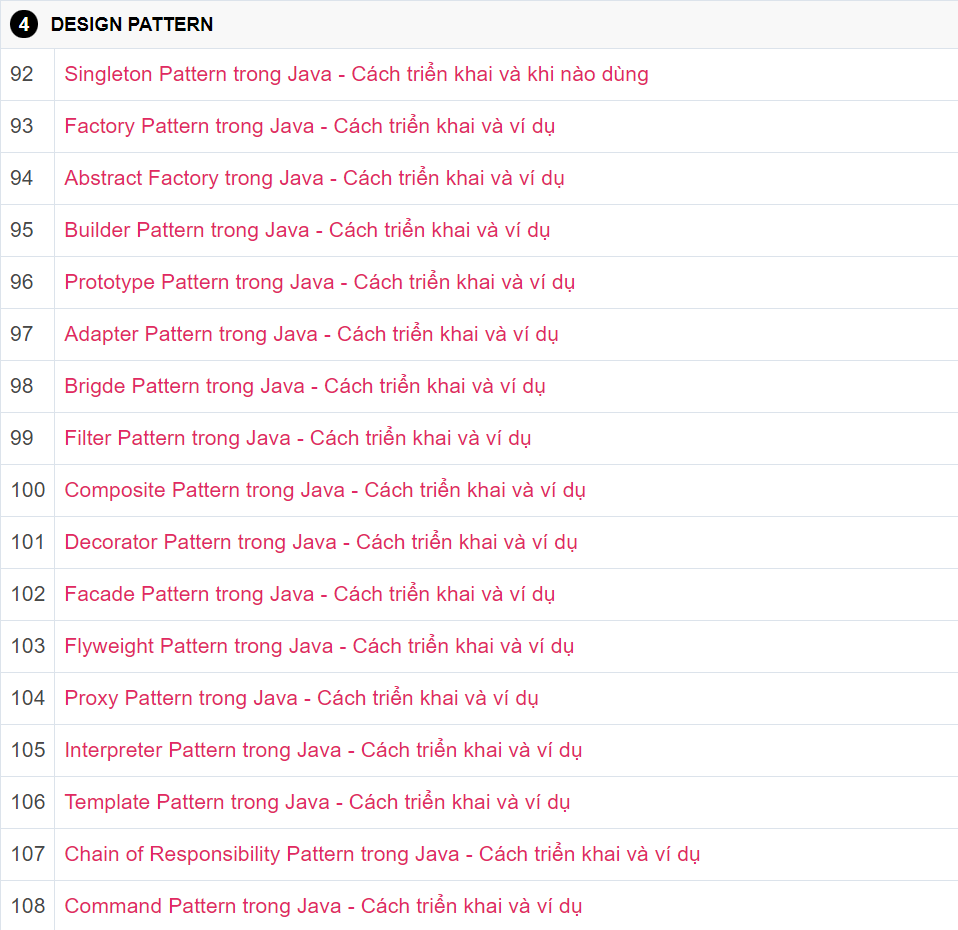 4 DESIGN PATTERN
92 Singleton Pattern trong Java - Cách triển khai và khi nào dùng
93 Factory Pattern trong Java - Cách triển khai và ví dụ
94 Abstract Factory trong Java - Cách triển khai và ví dụ
95 Builder Pattern trong Java - Cách triển khai và ví dụ
96 Prototype Pattern trong Java - Cách triển khai và ví dụ
97 Adapter Pattern trong Java - Cách triển khai và ví dụ
98 Brigde Pattern trong Java - Cách triển khai và ví dụ
99 Filter Pattern trong Java - Cách triển khai và ví dụ
100 Composite Pattern trong Java - Cách triển khai và ví dụ
101 Decorator Pattern trong Java - Cách triển khai và ví dụ
102 Facade Pattern trong Java - Cách triển khai và ví dụ
103 Flyweight Pattern trong Java - Cách triển khai và ví dụ
104 Proxy Pattern trong Java - Cách triển khai và ví dụ
105 Interpreter Pattern trong Java - Cách triển khai và ví dụ
106 Template Pattern trong Java - Cách triển khai và ví dụ
107 Chain of Responsibility Pattern trong Java - Cách triển khai và ví dụ
108 Command Pattern trong Java - Cách triển khai và ví dụ